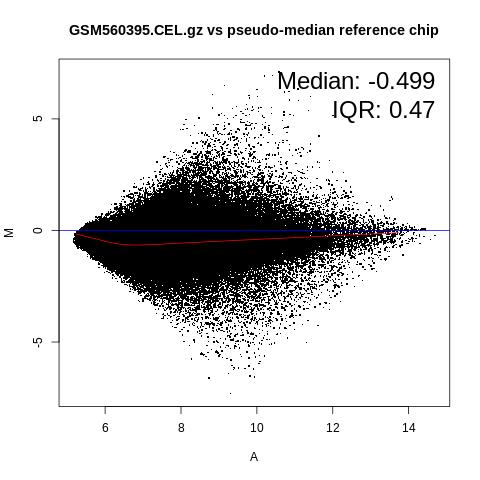 GSM560395.CEL.gz vs pseudo-median reference chip
Median: -0.499
IQR: 0.47
5
0
-5
M
6 8 10 12 14
A